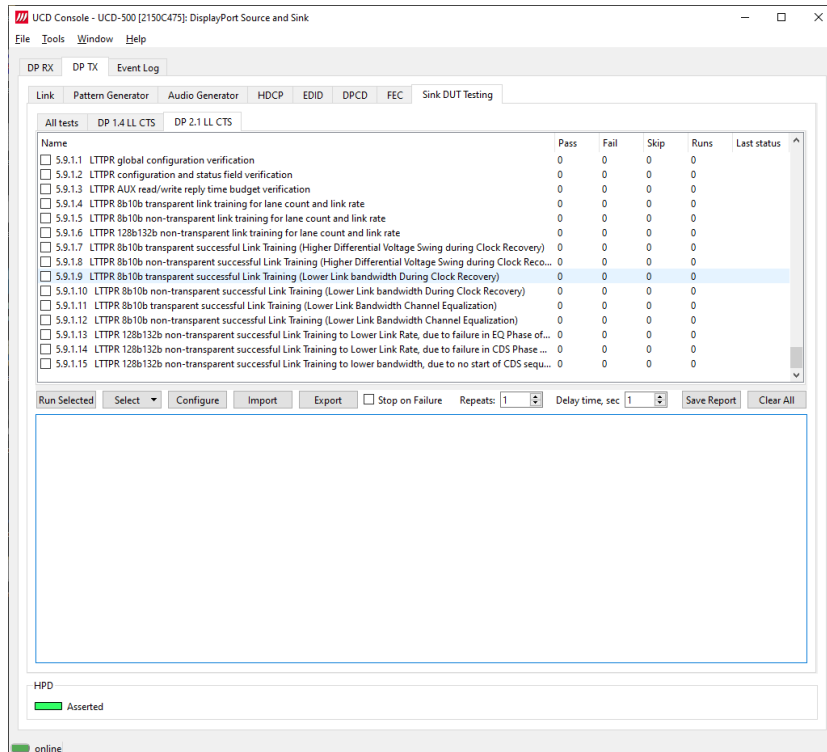 UCD Console - UCD-500 [2150C475]: DisplayPort Source and Sink
File Tools Window Help
DP RX DP TX Event Log
Link Pattern Generator Audio Generator HDCP EDID DPCD FEC Sink DUT Testing
All tests DP 1.4 LL CTS DP 2.1 LL CTS
Name Pass Fail Skip Runs Last status
5.9.1.1 LTTPR global configuration verification 0 0 0 0
5.9.1.2 LTTPR configuration and status field verification 0 0 0 0
5.9.1.3 LTTPR AUX read/write reply time budget verification 0 0 0 0
5.9.1.4 LTTPR 8b10b transparent link training for lane count and link rate 0 0 0 0
5.9.1.5 LTTPR 8b10b non-transparent link training for lane count and link rate 0 0 0 0
5.9.1.6 LTTPR 128b132b non-transparent link training for lane count and link rate 0 0 0 0
5.9.1.7 LTTPR 8b10b transparent successful Link Training (Higher Differential Voltage Swing during Clock Recovery) 0 0 0 0
5.9.1.8 LTTPR 8b10b non-transparent successful Link Training (Higher Differential Voltage Swing during Clock Reco... 0 0 0 0
5.9.1.9 LTTPR 8b10b transparent successful Link Training (Lower Link bandwidth During Clock Recovery) 0 0 0 0
5.9.1.10 LTTPR 8b10b non-transparent successful Link Training (Lower Link bandwidth During Clock Recovery) 0 0 0 0
5.9.1.11 LTTPR 8b10b transparent successful Link Training (Lower Link Bandwidth Channel Equalization) 0 0 0 0
5.9.1.12 LTTPR 8b10b non-transparent successful Link Training (Lower Link Bandwidth Channel Equalization) 0 0 0 0
5.9.1.13 LTTPR 128b132b non-transparent successful Link Training to Lower Link Rate, due to failure in EQ Phase of... 0 0 0 0
5.9.1.14 LTTPR 128b132b non-transparent successful Link Training to Lower Link Rate, due to failure in CDS Phase ... 0 0 0 0
5.9.1.15 LTTPR 128b132b non-transparent successful Link Training to lower bandwidth, due to no start of CDS sequ... 0 0 0 0
Run Selected Select Configure Import Export Stop on Failure Repeats: 1 Delay time, sec 1 Save Report Clear All
HPD
Asserted
online